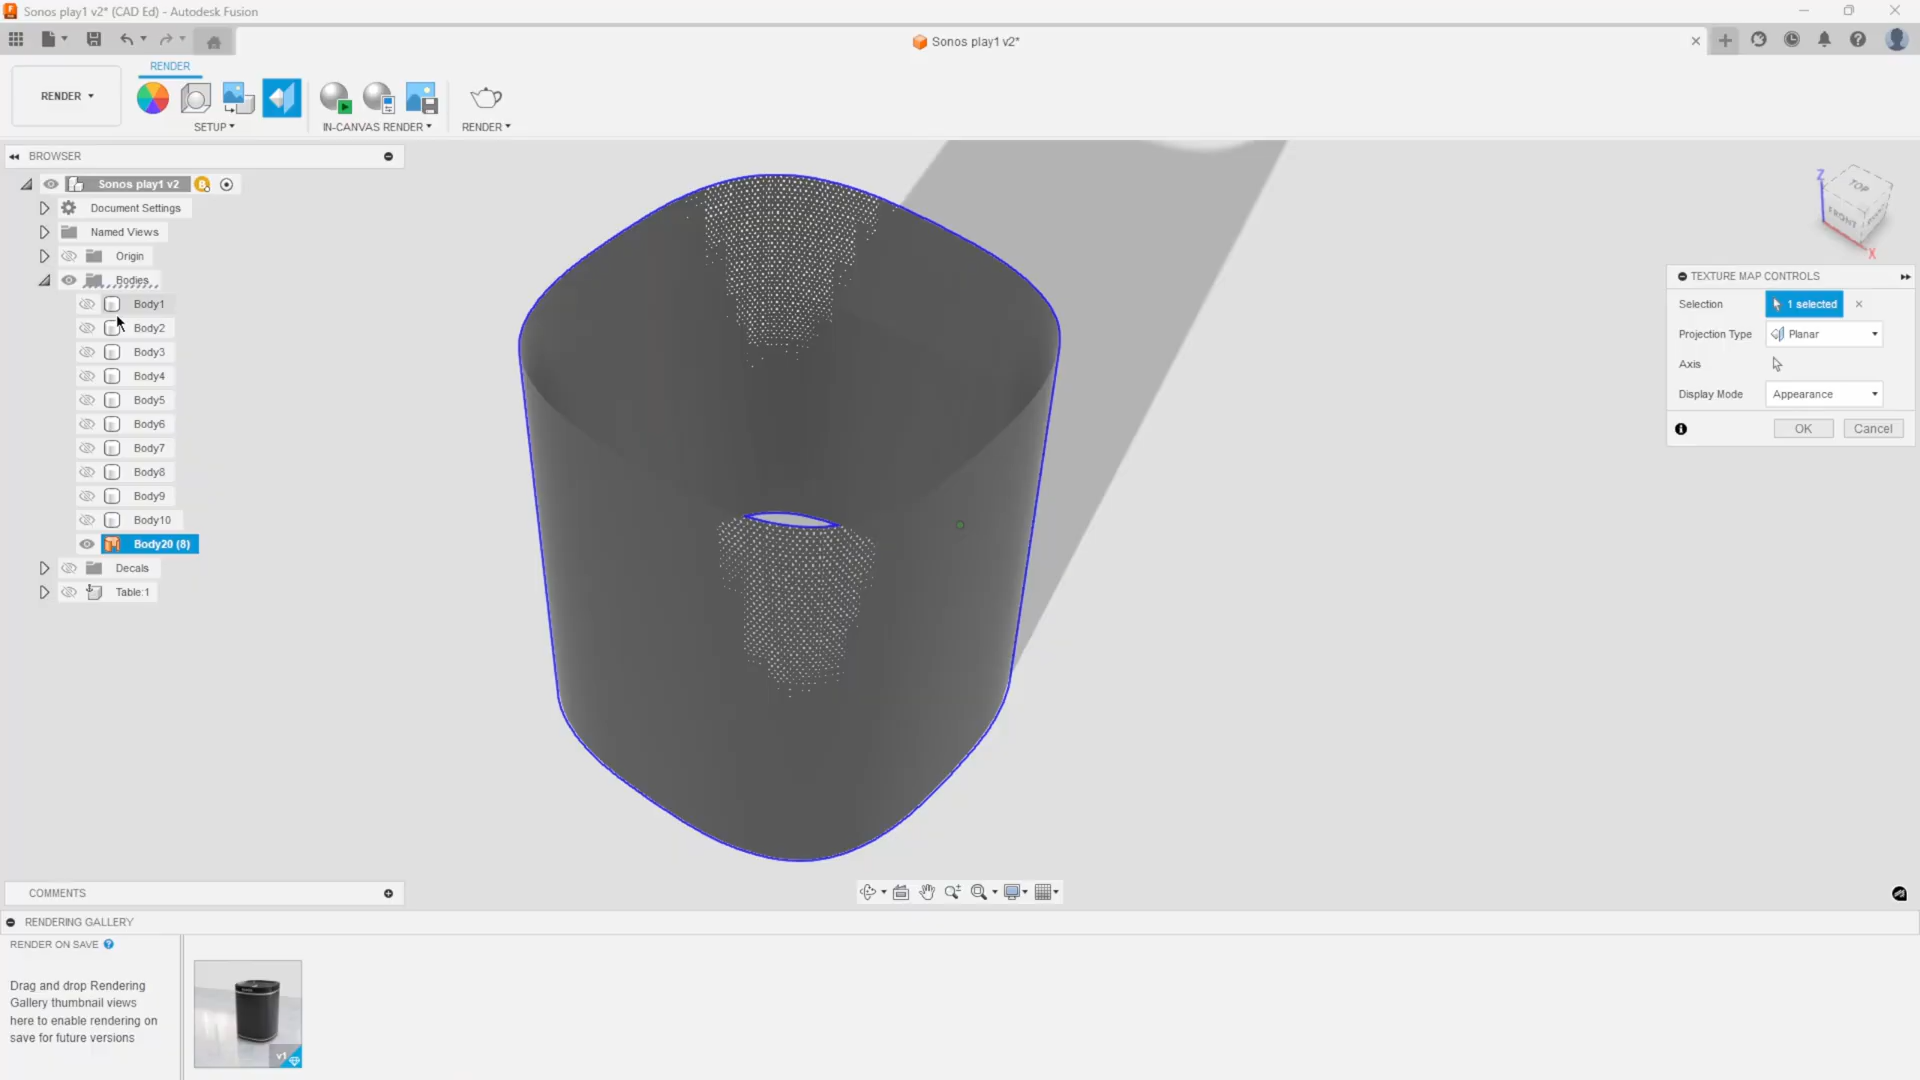 Sonos play1 v2* (CAD Ed) - Autodesk Fusion
Sonos play1 v2*
RENDER
RENDER
SETUP
IN-CANVAS RENDER
RENDER
BROWSER
Sonos play1 v2
Document Settings
Named Views
Origin
Bodies
Body1
Body2
Body3
Body4
Body5
Body6
Body7
Body8
Body9
Body10
Body20 (8)
Decals
Table:1
Z
TOP
FRONT
X
TEXTURE MAP CONTROLS
Selection
1 selected
Projection Type
Planar
Axis
Display Mode
Appearance
OK
Cancel
COMMENTS
RENDERING GALLERY
RENDER ON SAVE
Drag and drop Rendering
Gallery thumbnail views
here to enable rendering on
save for future versions
v1